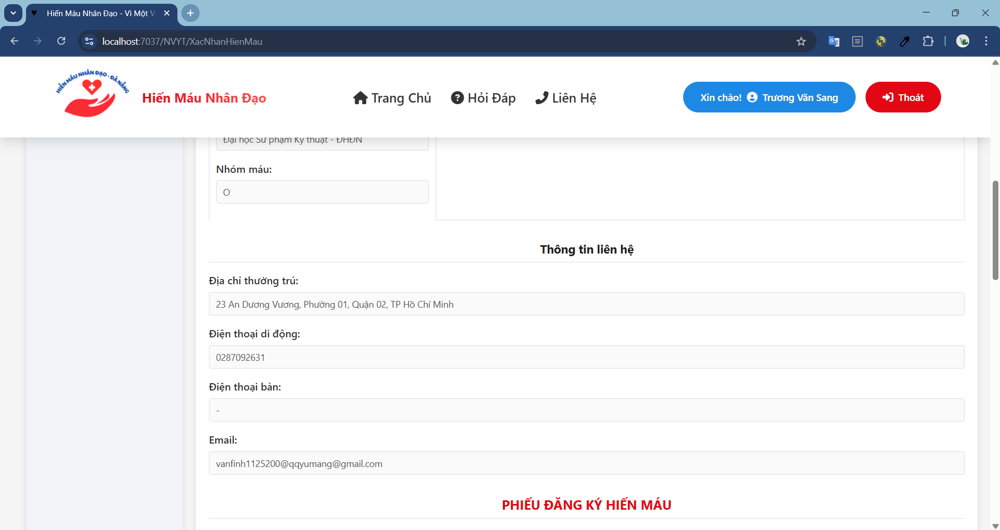 Hiến Máu Nhân Đạo - Vì Một V
localhost:7037/NVYT/XacNhanHienMau
HIẾN MÁU NHÂN ĐẠO - ĐÀ NẴNG
Hiến Máu Nhân Đạo
Trang Chủ
Hỏi Đáp
Liên Hệ
Xin chào! Trương Văn Sang
Thoát
Đại học Sư phạm Kỹ thuật - ĐHĐN
Nhóm máu:
O
Thông tin liên hệ
Địa chỉ thường trú:
23 An Dương Vương, Phường 01, Quận 02, TP Hồ Chí Minh
Điện thoại di động:
0287092631
Điện thoại bàn:
-
Email:
vanfinh1125200@qqyumang@gmail.com
PHIẾU ĐĂNG KÝ HIẾN MÁU